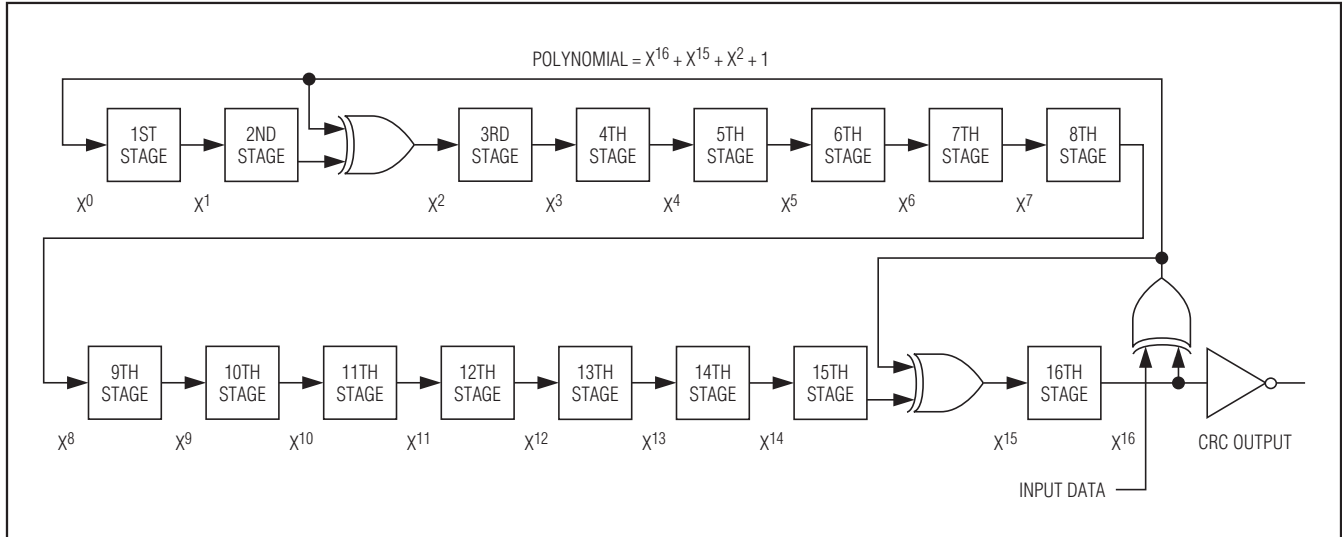 POLYNOMIAL = X¹⁶ + X¹⁵ + X² + 1
1ST
STAGE
2ND
STAGE
3RD
STAGE
4TH
STAGE
5TH
STAGE
6TH
STAGE
7TH
STAGE
8TH
STAGE
X⁰
X¹
X²
X³
X⁴
X⁵
X⁶
X⁷
9TH
STAGE
10TH
STAGE
11TH
STAGE
12TH
STAGE
13TH
STAGE
14TH
STAGE
15TH
STAGE
16TH
STAGE
X⁸
X⁹
X¹⁰
X¹¹
X¹²
X¹³
X¹⁴
X¹⁵
X¹⁶
CRC OUTPUT
INPUT DATA